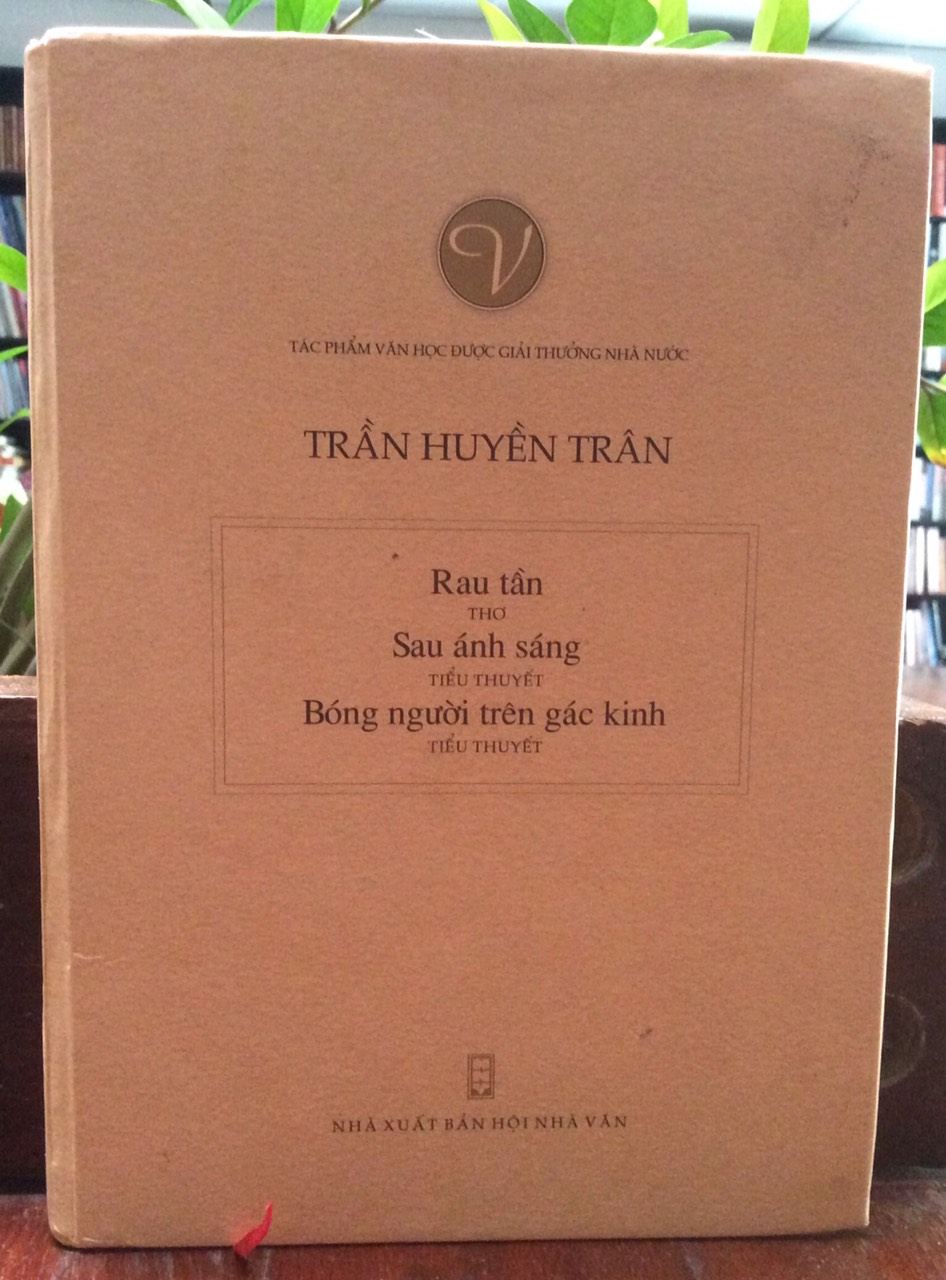 V
TÁC PHẨM VĂN HỌC ĐƯỢC GIẢI THƯỞNG NHÀ NƯỚC
TRẦN HUYỀN TRÂN
Rau tần
THƠ
Sau ánh sáng
TIỂU THUYẾT
Bóng người trên gác kinh
TIỂU THUYẾT
NHÀ XUẤT BẢN HỘI NHÀ VĂN